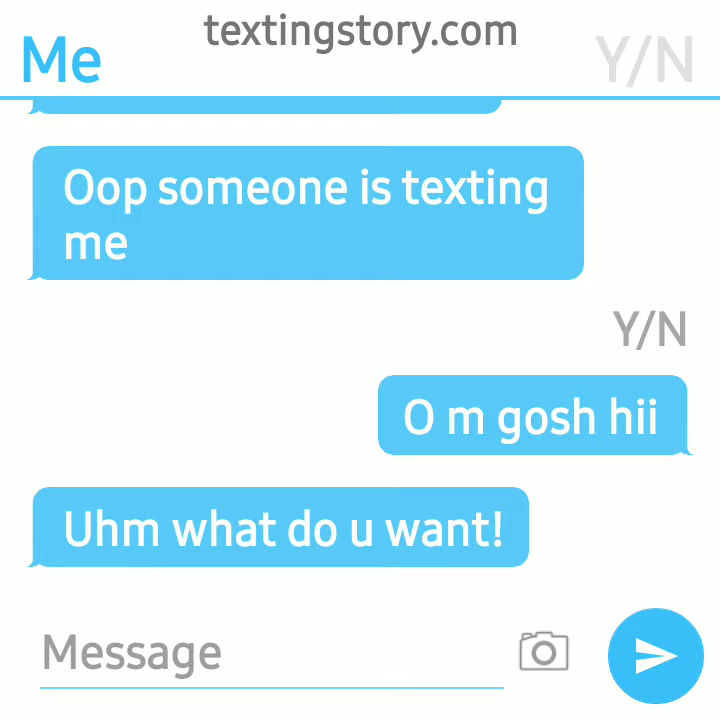 textingstory.com
Me
Y/N
Oop someone is texting
me
Y/N
O m gosh hii
Uhm what do u want!
Message